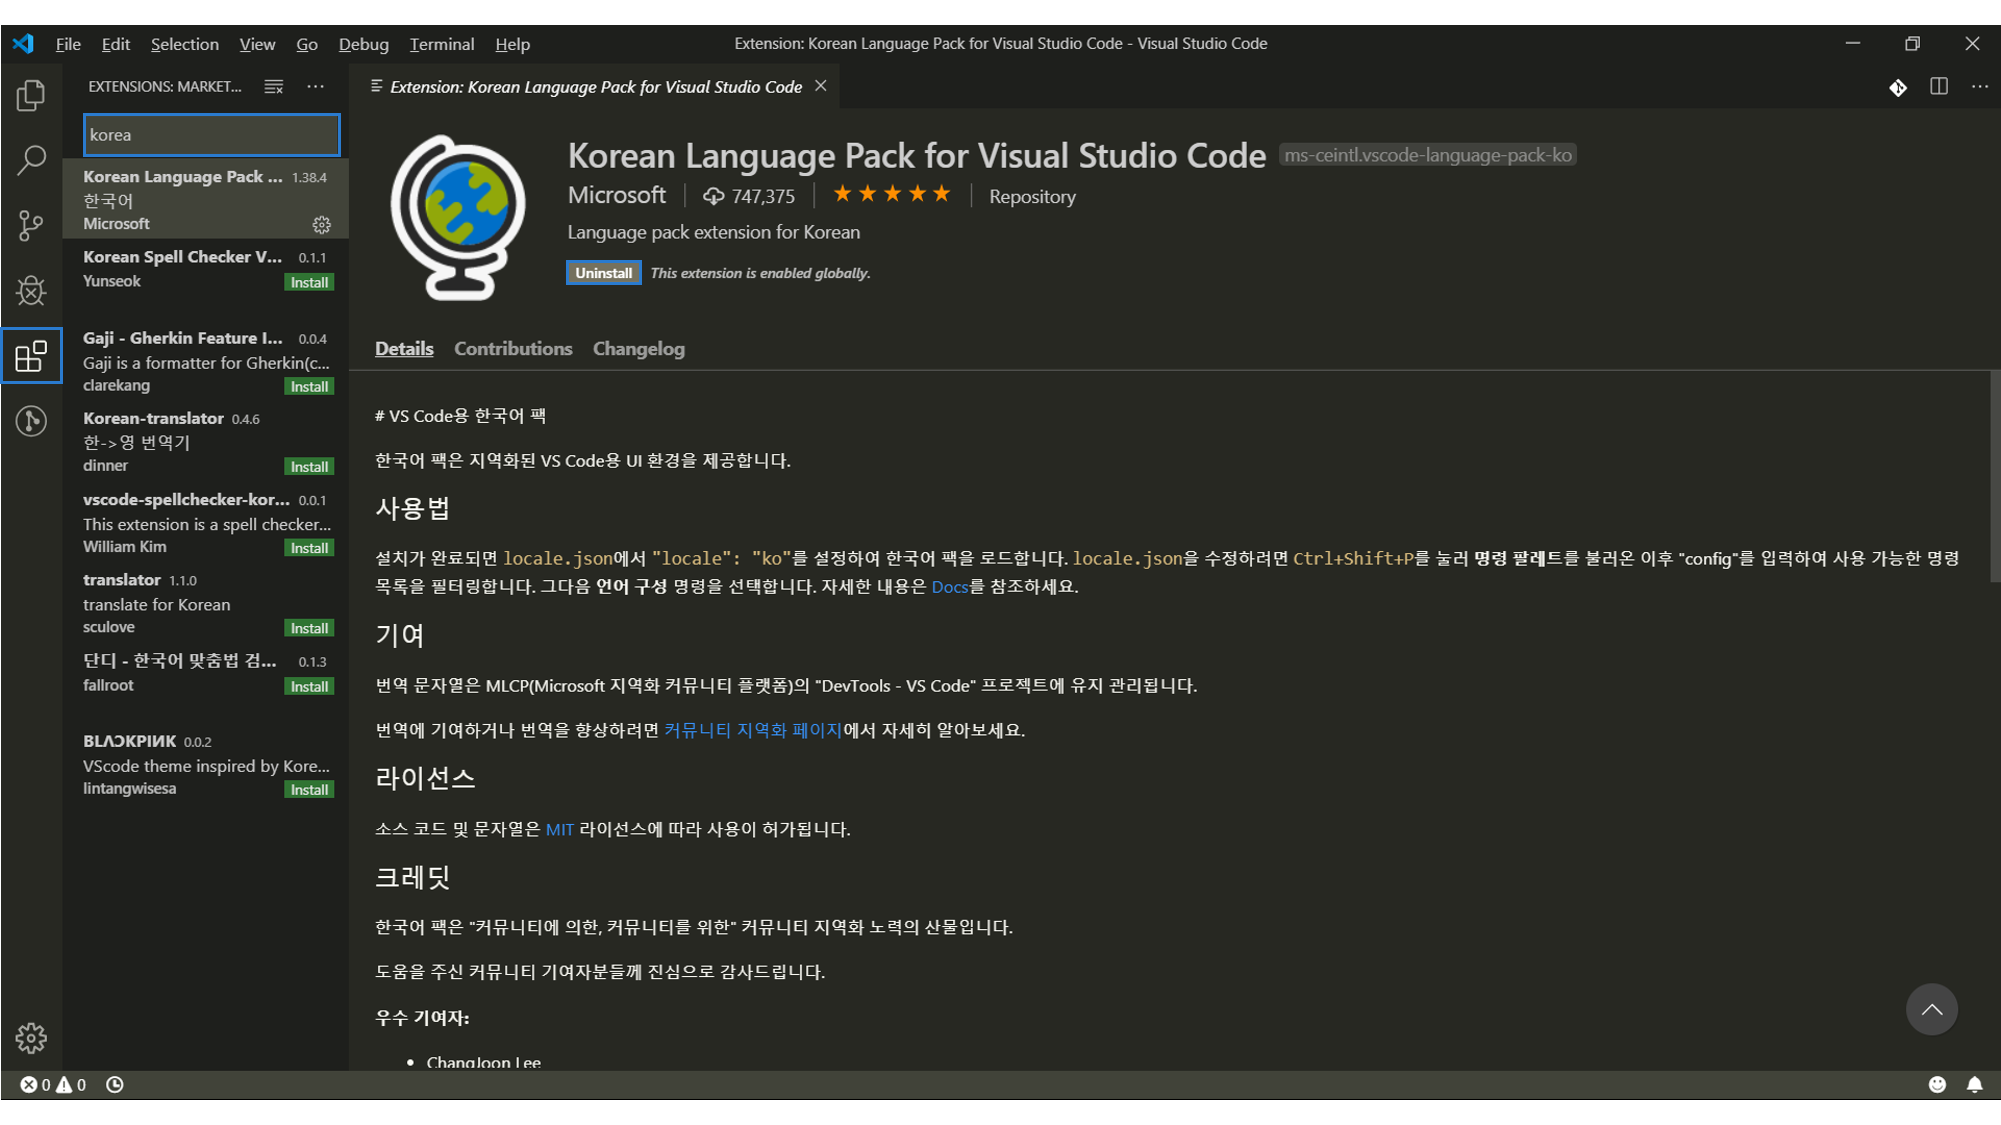 File Edit Selection View Go Debug Terminal Help
Extension: Korean Language Pack for Visual Studio Code - Visual Studio Code
EXTENSIONS: MARKET...
korea
Korean Language Pack ... 1.38.4
한국어
Microsoft
Korean Spell Checker V... 0.1.1
Yunseok Install
Gaji - Gherkin Feature I... 0.0.4
Gaji is a formatter for Gherkin(c...
clarekang Install
Korean-translator 0.4.6
한->영 번역기
dinner Install
vscode-spellchecker-kor... 0.0.1
This extension is a spell checker...
William Kim Install
translator 1.1.0
translate for Korean
sculove Install
단디 - 한국어 맞춤법 검... 0.1.3
fallroot Install
BLΛƆKPIИK 0.0.2
VScode theme inspired by Kore...
lintangwisesa Install
Extension: Korean Language Pack for Visual Studio Code
Korean Language Pack for Visual Studio Code ms-ceintl.vscode-language-pack-ko
Microsoft 747,375 Repository
Language pack extension for Korean
Uninstall This extension is enabled globally.
Details Contributions Changelog
# VS Code용 한국어 팩
한국어 팩은 지역화된 VS Code용 UI 환경을 제공합니다.
사용법
설치가 완료되면 locale.json에서 "locale": "ko"를 설정하여 한국어 팩을 로드합니다. locale.json을 수정하려면 Ctrl+Shift+P를 눌러 명령 팔레트를 불러온 이후 "config"를 입력하여 사용 가능한 명령
목록을 필터링합니다. 그다음 언어 구성 명령을 선택합니다. 자세한 내용은 Docs를 참조하세요.
기여
번역 문자열은 MLCP(Microsoft 지역화 커뮤니티 플랫폼)의 "DevTools - VS Code" 프로젝트에 유지 관리됩니다.
번역에 기여하거나 번역을 향상하려면 커뮤니티 지역화 페이지에서 자세히 알아보세요.
라이선스
소스 코드 및 문자열은 MIT 라이선스에 따라 사용이 허가됩니다.
크레딧
한국어 팩은 "커뮤니티에 의한, 커뮤니티를 위한" 커뮤니티 지역화 노력의 산물입니다.
도움을 주신 커뮤니티 기여자분들께 진심으로 감사드립니다.
우수 기여자:
• ChangJoon Lee
0 0